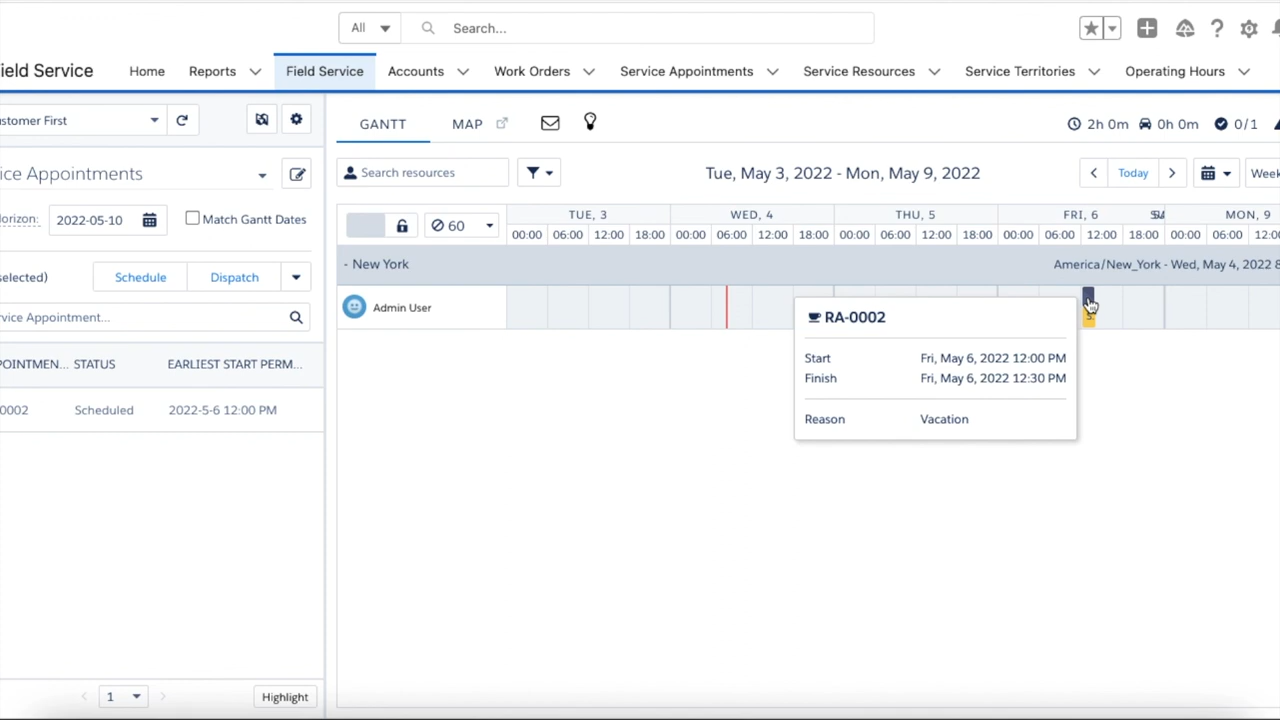 All
Search...
ield Service
Home
Reports
Field Service
Accounts
Work Orders
Service Appointments
Service Resources
Service Territories
Operating Hours
stomer First
ice Appointments
orizon:
2022-05-10
Match Gantt Dates
selected)
Schedule
Dispatch
rvice Appointment...
POINTMEN... STATUS EARLIEST START PERM...
0002 Scheduled 2022-5-6 12:00 PM
1
Highlight
GANTT
MAP
2h 0m
0h 0m
0/1
Search resources
Tue, May 3, 2022 - Mon, May 9, 2022
Today
Week
60
TUE, 3 WED, 4 THU, 5 FRI, 6 MON, 9
00:00 06:00 12:00 18:00 00:00 06:00 12:00 18:00 00:00 06:00 12:00 18:00 00:00 06:00 12:00 18:00 00:00 06:00 12:0
- New York
America/New_York - Wed, May 4, 2022 8
Admin User
RA-0002
Start Fri, May 6, 2022 12:00 PM
Finish Fri, May 6, 2022 12:30 PM
Reason Vacation